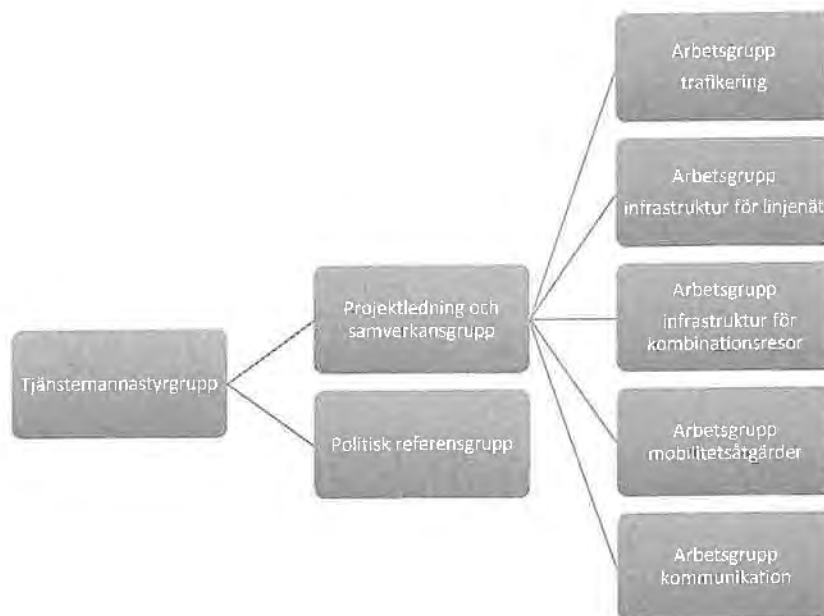 Tjänstemannastyrgrupp
Projektledning och
samverkansgrupp
Politisk referensgrupp
Arbetsgrupp
trafikering
Arbetsgrupp
infrastruktur för linjenät
Arbetsgrupp
infrastruktur för
kombinationsresor
Arbetsgrupp
mobilitetsåtgärder
Arbetsgrupp
kommunikation